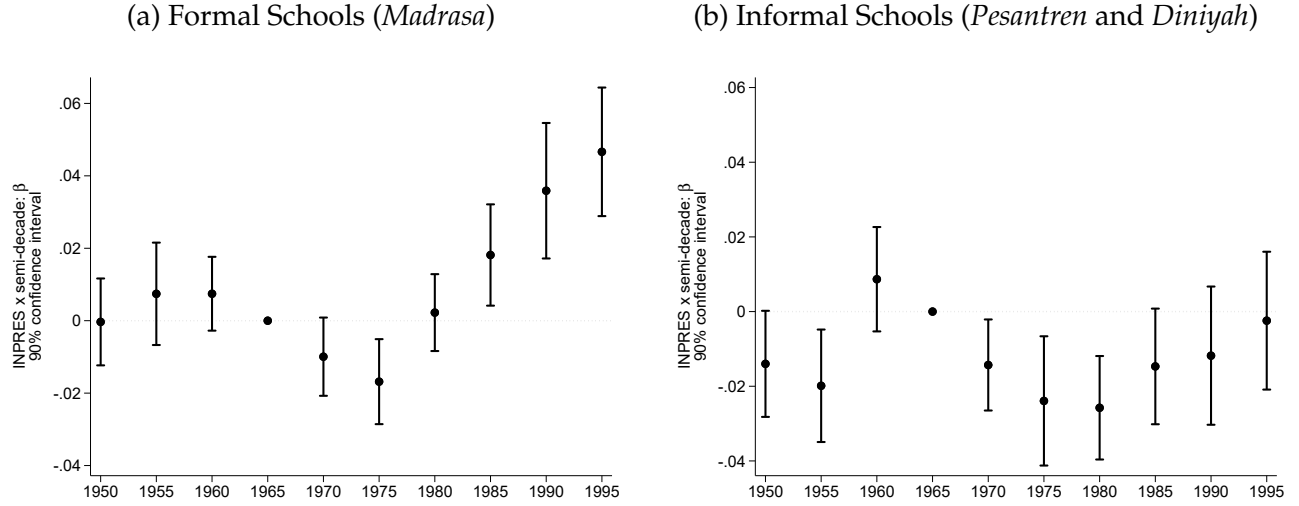 (a) Formal Schools (Madrasa)
.06
.04
.02
0
-.02
-.04
INPRES x semi-decade: β
90% confidence interval
1950 1955 1960 1965 1970 1975 1980 1985 1990 1995
(b) Informal Schools (Pesantren and Diniyah)
.06
.04
.02
0
-.02
-.04
INPRES x semi-decade: β
90% confidence interval
1950 1955 1960 1965 1970 1975 1980 1985 1990 1995